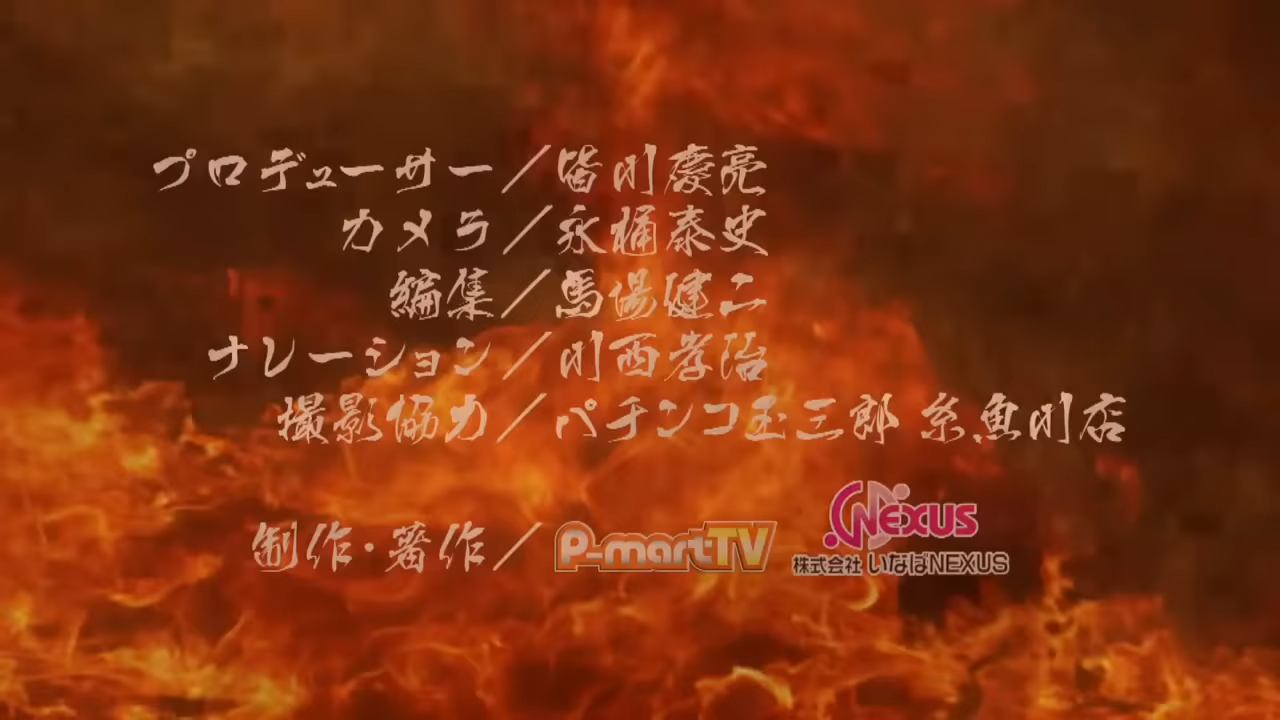 プロデューサー／皆川慶亮
カメラ／永桶泰史
編集／馬場健二
ナレーション／川西孝治
撮影協力／パチンコ玉三郎 糸魚川店
制作・著作／P-martTV NEXUS
株式会社 いなばNEXUS